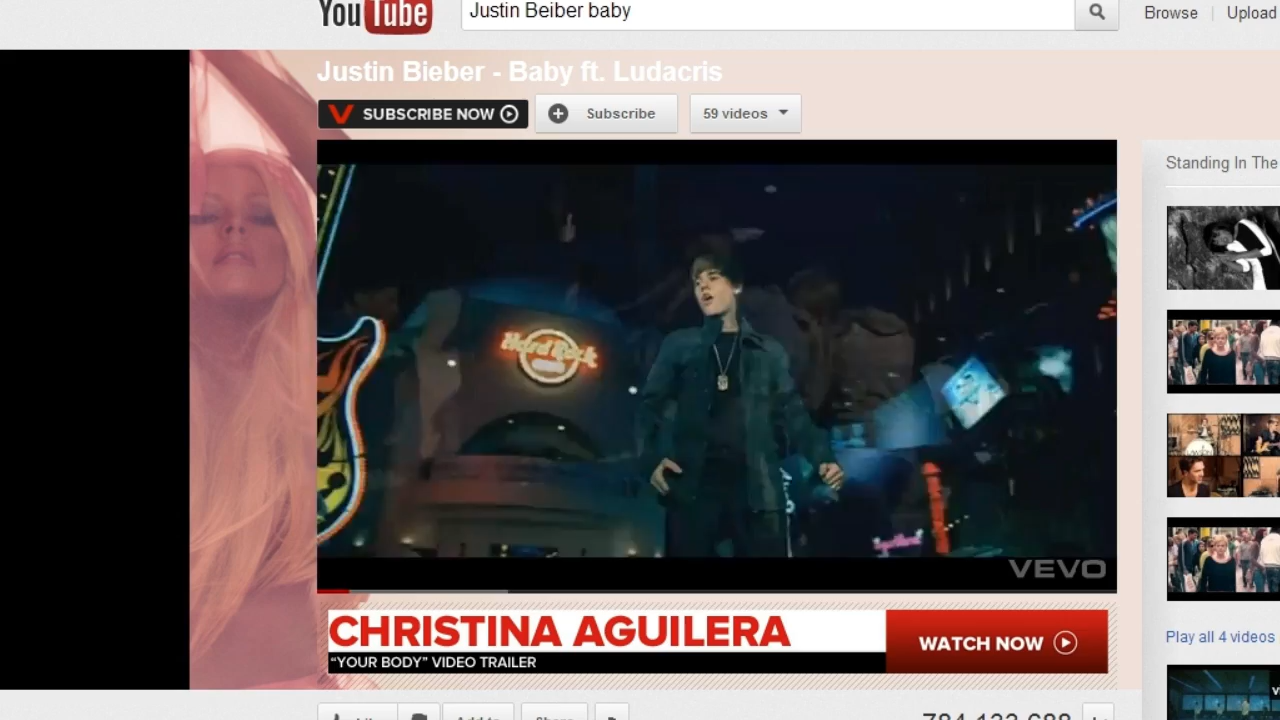 YouTube
Justin Beiber baby
Browse | Upload
Justin Bieber - Baby ft. Ludacris
SUBSCRIBE NOW
Subscribe
59 videos
Standing In The
Hard Rock
VEVO
CHRISTINA AGUILERA
"YOUR BODY" VIDEO TRAILER
WATCH NOW
Play all 4 videos